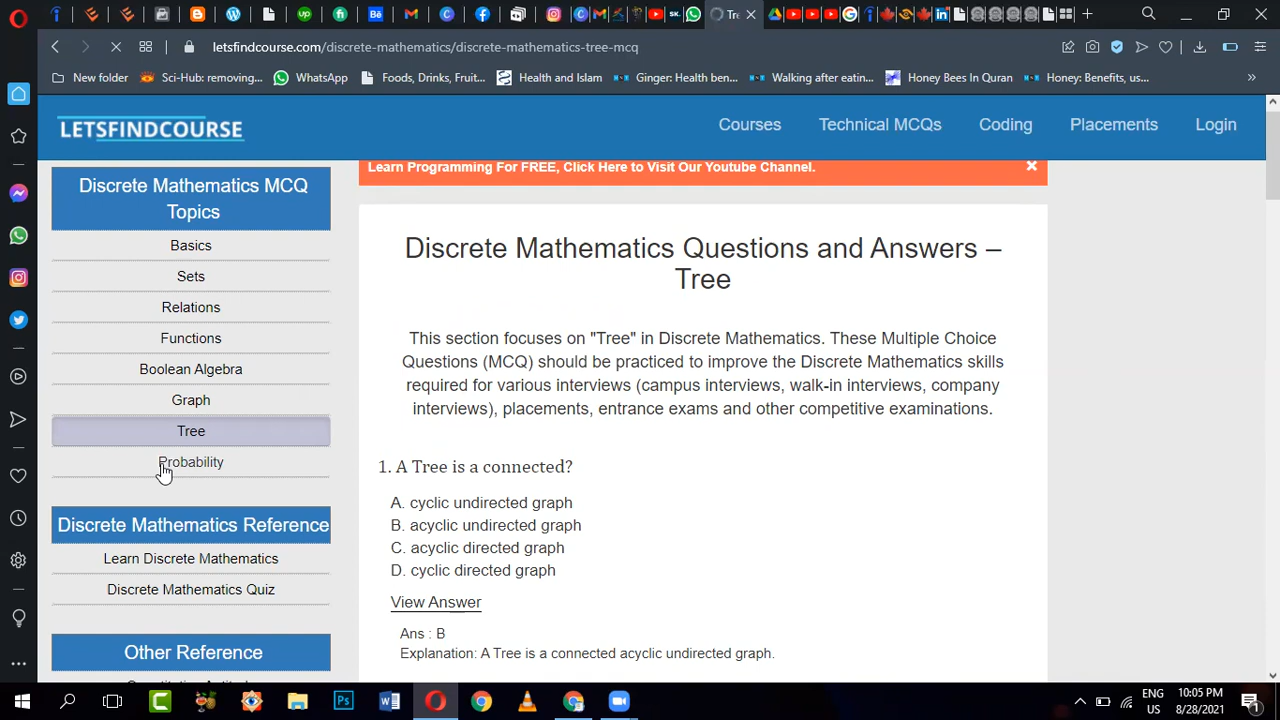 SK.
Tre
letsfindcourse.com/discrete-mathematics/discrete-mathematics-tree-mcq
New folder
Sci-Hub: removing...
WhatsApp
Foods, Drinks, Fruit...
Health and Islam
Ginger: Health ben...
Walking after eatin...
Honey Bees In Quran
Honey: Benefits, us...
LETSFINDCOURSE
Courses
Technical MCQs
Coding
Placements
Login
Discrete Mathematics MCQ
Topics
Basics
Sets
Relations
Functions
Boolean Algebra
Graph
Tree
Probability
Discrete Mathematics Reference
Learn Discrete Mathematics
Discrete Mathematics Quiz
Other Reference
Learn Programming For FREE, Click Here to Visit Our Youtube Channel.
Discrete Mathematics Questions and Answers –
Tree
This section focuses on "Tree" in Discrete Mathematics. These Multiple Choice
Questions (MCQ) should be practiced to improve the Discrete Mathematics skills
required for various interviews (campus interviews, walk-in interviews, company
interviews), placements, entrance exams and other competitive examinations.
1. A Tree is a connected?
A. cyclic undirected graph
B. acyclic undirected graph
C. acyclic directed graph
D. cyclic directed graph
View Answer
Ans : B
Explanation: A Tree is a connected acyclic undirected graph.
ENG
US
10:05 PM
8/28/2021